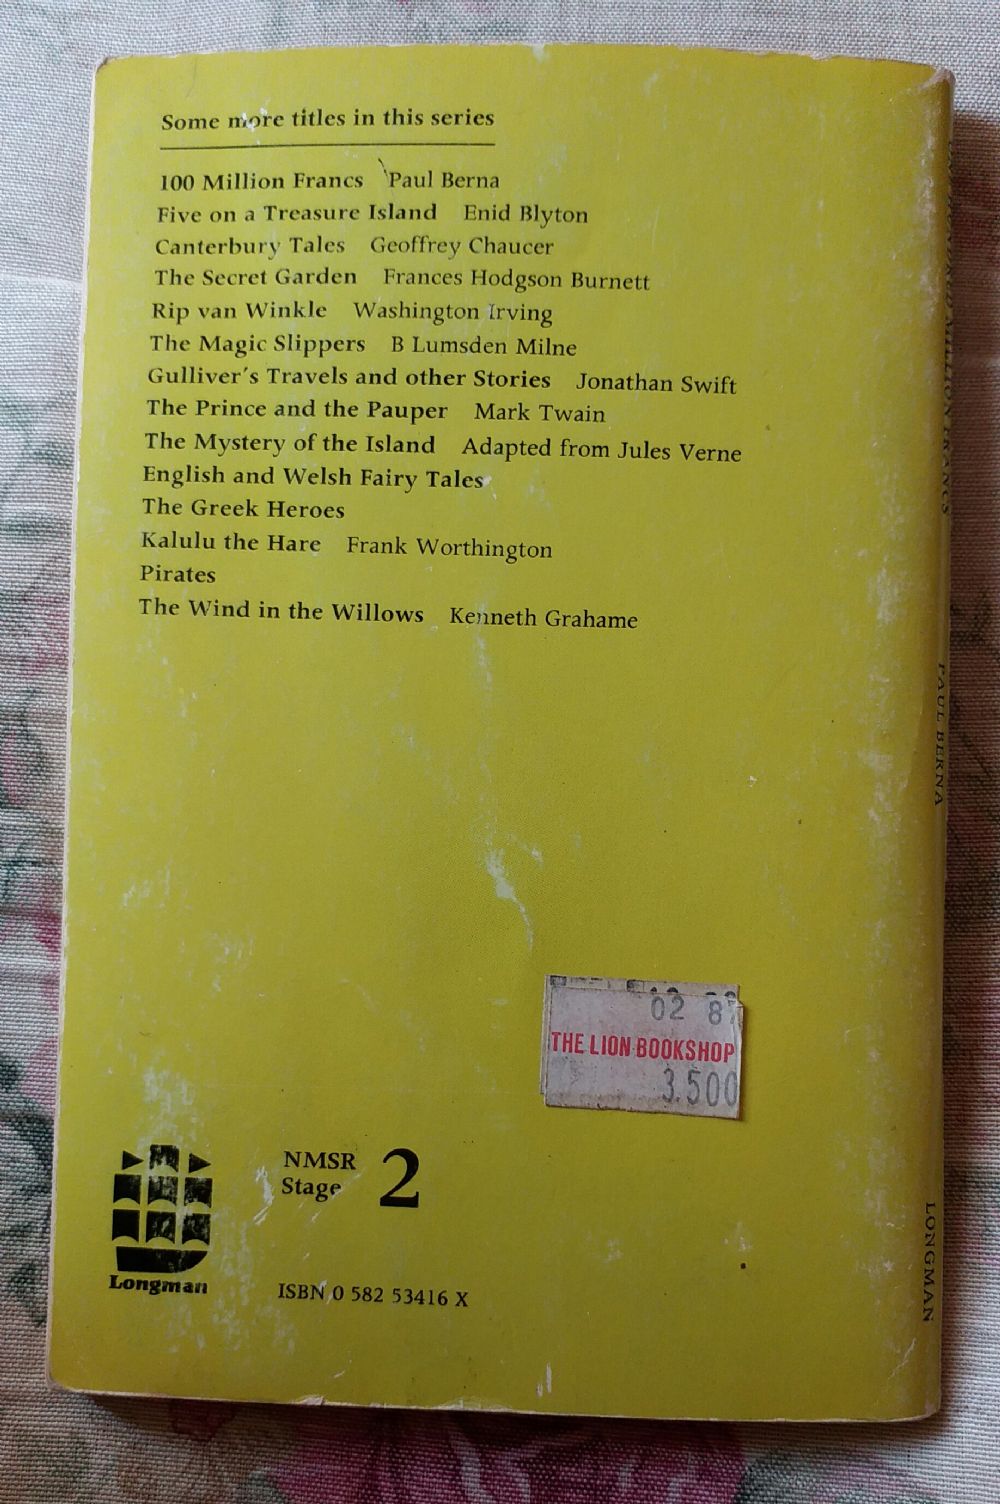 Some more titles in this series
100 Million Francs Paul Berna
Five on a Treasure Island Enid Blyton
Canterbury Tales Geoffrey Chaucer
The Secret Garden Frances Hodgson Burnett
Rip van Winkle Washington Irving
The Magic Slippers B Lumsden Milne
Gulliver's Travels and other Stories Jonathan Swift
The Prince and the Pauper Mark Twain
The Mystery of the Island Adapted from Jules Verne
English and Welsh Fairy Tales
The Greek Heroes
Kalulu the Hare Frank Worthington
Pirates
The Wind in the Willows Kenneth Grahame
02 87
THE LION BOOKSHOP
3.500
NMSR
Stage 2
Longman
ISBN 0 582 53416 X
HUNDRED MILLION FRANCS
PAUL BERNA
LONGMAN